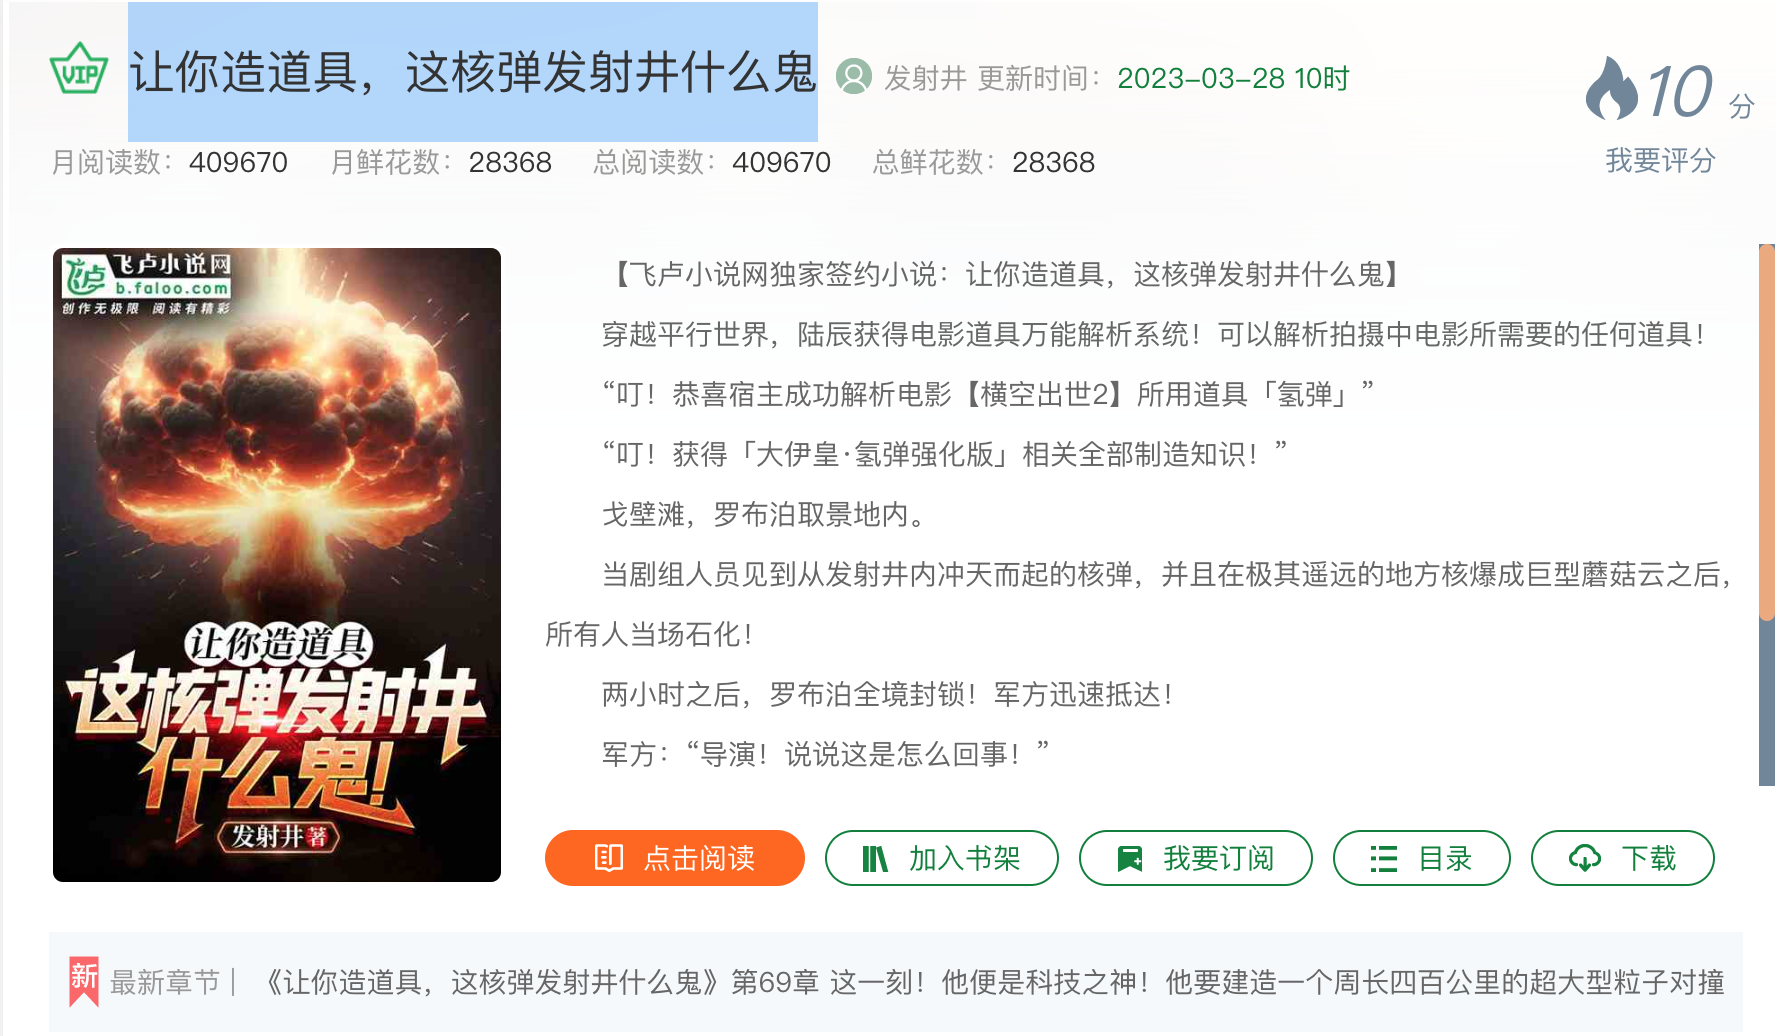 VIP 让你造道具，这核弹发射井什么鬼 发射井 更新时间： 2023-03-28 10时
10 分
月阅读数： 409670 月鲜花数： 28368 总阅读数： 409670 总鲜花数： 28368
我要评分
飞卢 飞卢小说网
b.faloo.com
创作无极限 阅读有精彩
让你造道具
这核弹发射井
什么鬼！
发射井 著
【飞卢小说网独家签约小说：让你造道具，这核弹发射井什么鬼】
穿越平行世界，陆辰获得电影道具万能解析系统！可以解析拍摄中电影所需要的任何道具！
“叮！恭喜宿主成功解析电影【横空出世2】所用道具「氢弹」”
“叮！获得「大伊皇·氢弹强化版」相关全部制造知识！”
戈壁滩，罗布泊取景地内。
当剧组人员见到从发射井内冲天而起的核弹，并且在极其遥远的地方核爆成巨型蘑菇云之后，
所有人当场石化！
两小时之后，罗布泊全境封锁！军方迅速抵达！
军方：“导演！说说这是怎么回事！”
点击阅读 加入书架 我要订阅 目录 下载
新 最新章节 | 《让你造道具，这核弹发射井什么鬼》第69章 这一刻！他便是科技之神！他要建造一个周长四百公里的超大型粒子对撞